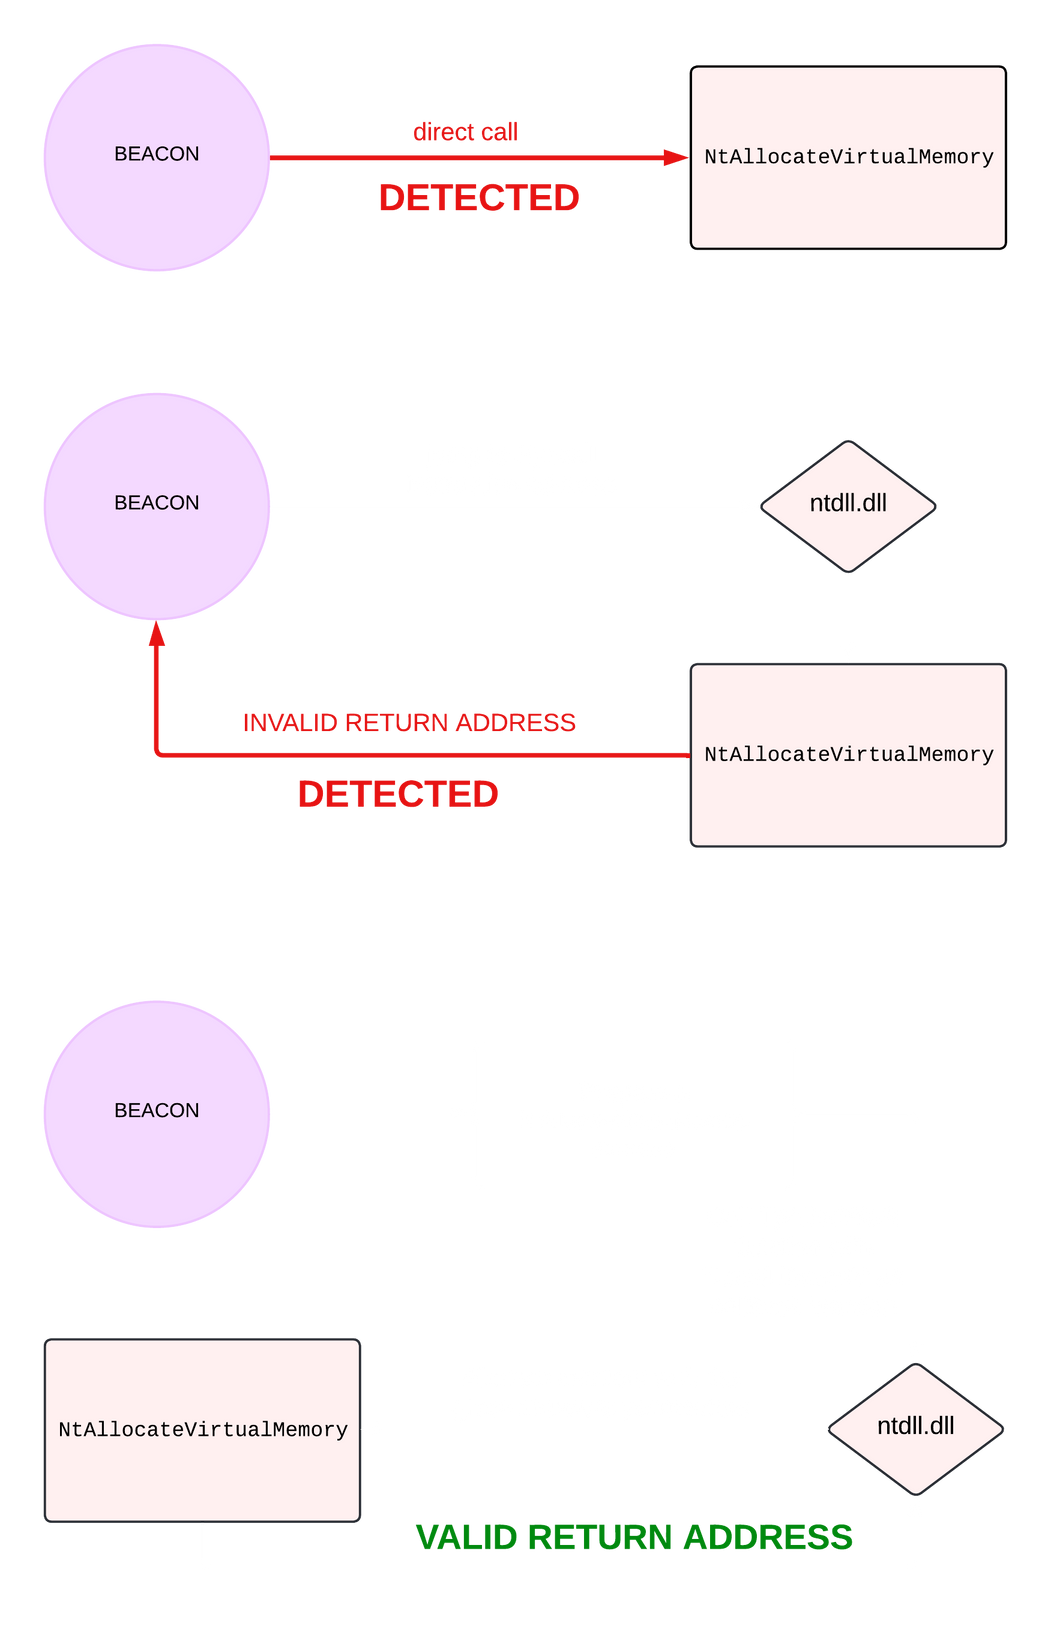 BEACON
direct call
NtAllocateVirtualMemory
DETECTED
BEACON
ntdll.dll
INVALID RETURN ADDRESS
NtAllocateVirtualMemory
DETECTED
BEACON
NtAllocateVirtualMemory
ntdll.dll
VALID RETURN ADDRESS